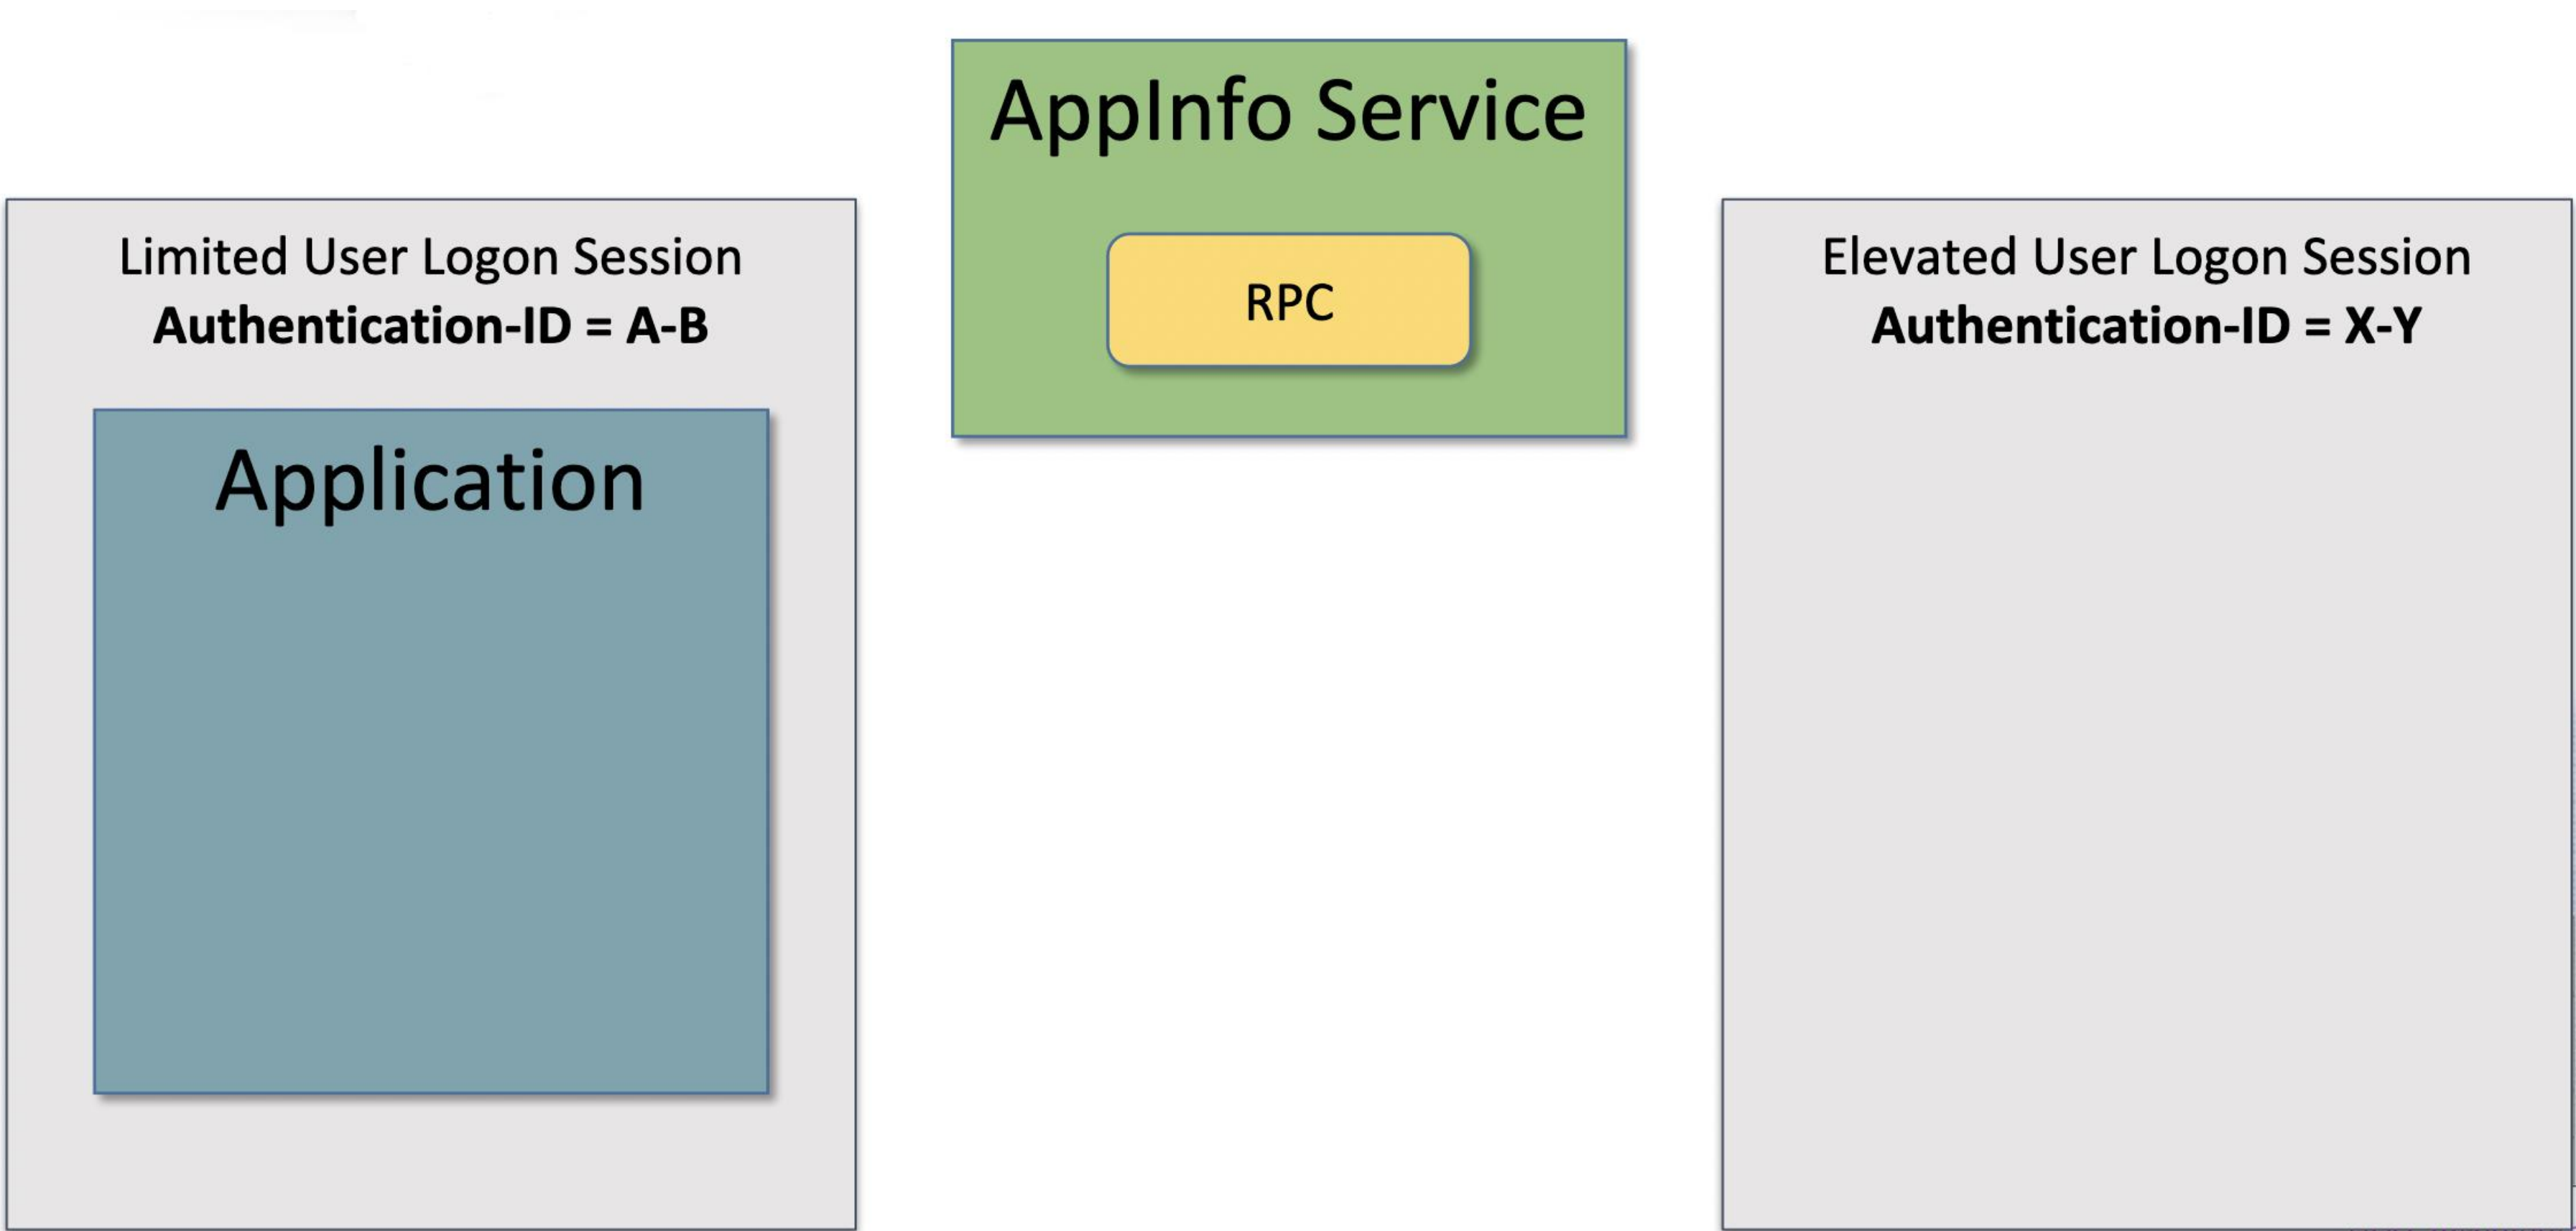 AppInfo Service
RPC
Limited User Logon Session
Authentication-ID = A-B
Application
Elevated User Logon Session
Authentication-ID = X-Y